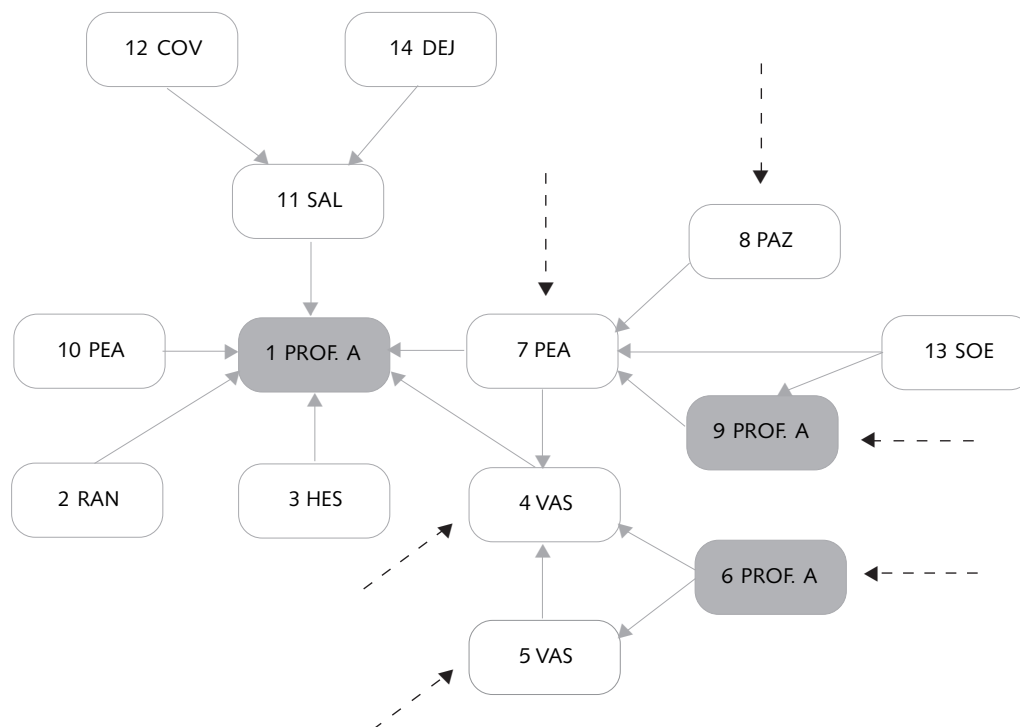 12 COV
14 DEJ
11 SAL
8 PAZ
10 PEA
1 PROF. A
7 PEA
13 SOE
9 PROF. A
2 RAN
3 HES
4 VAS
6 PROF. A
5 VAS